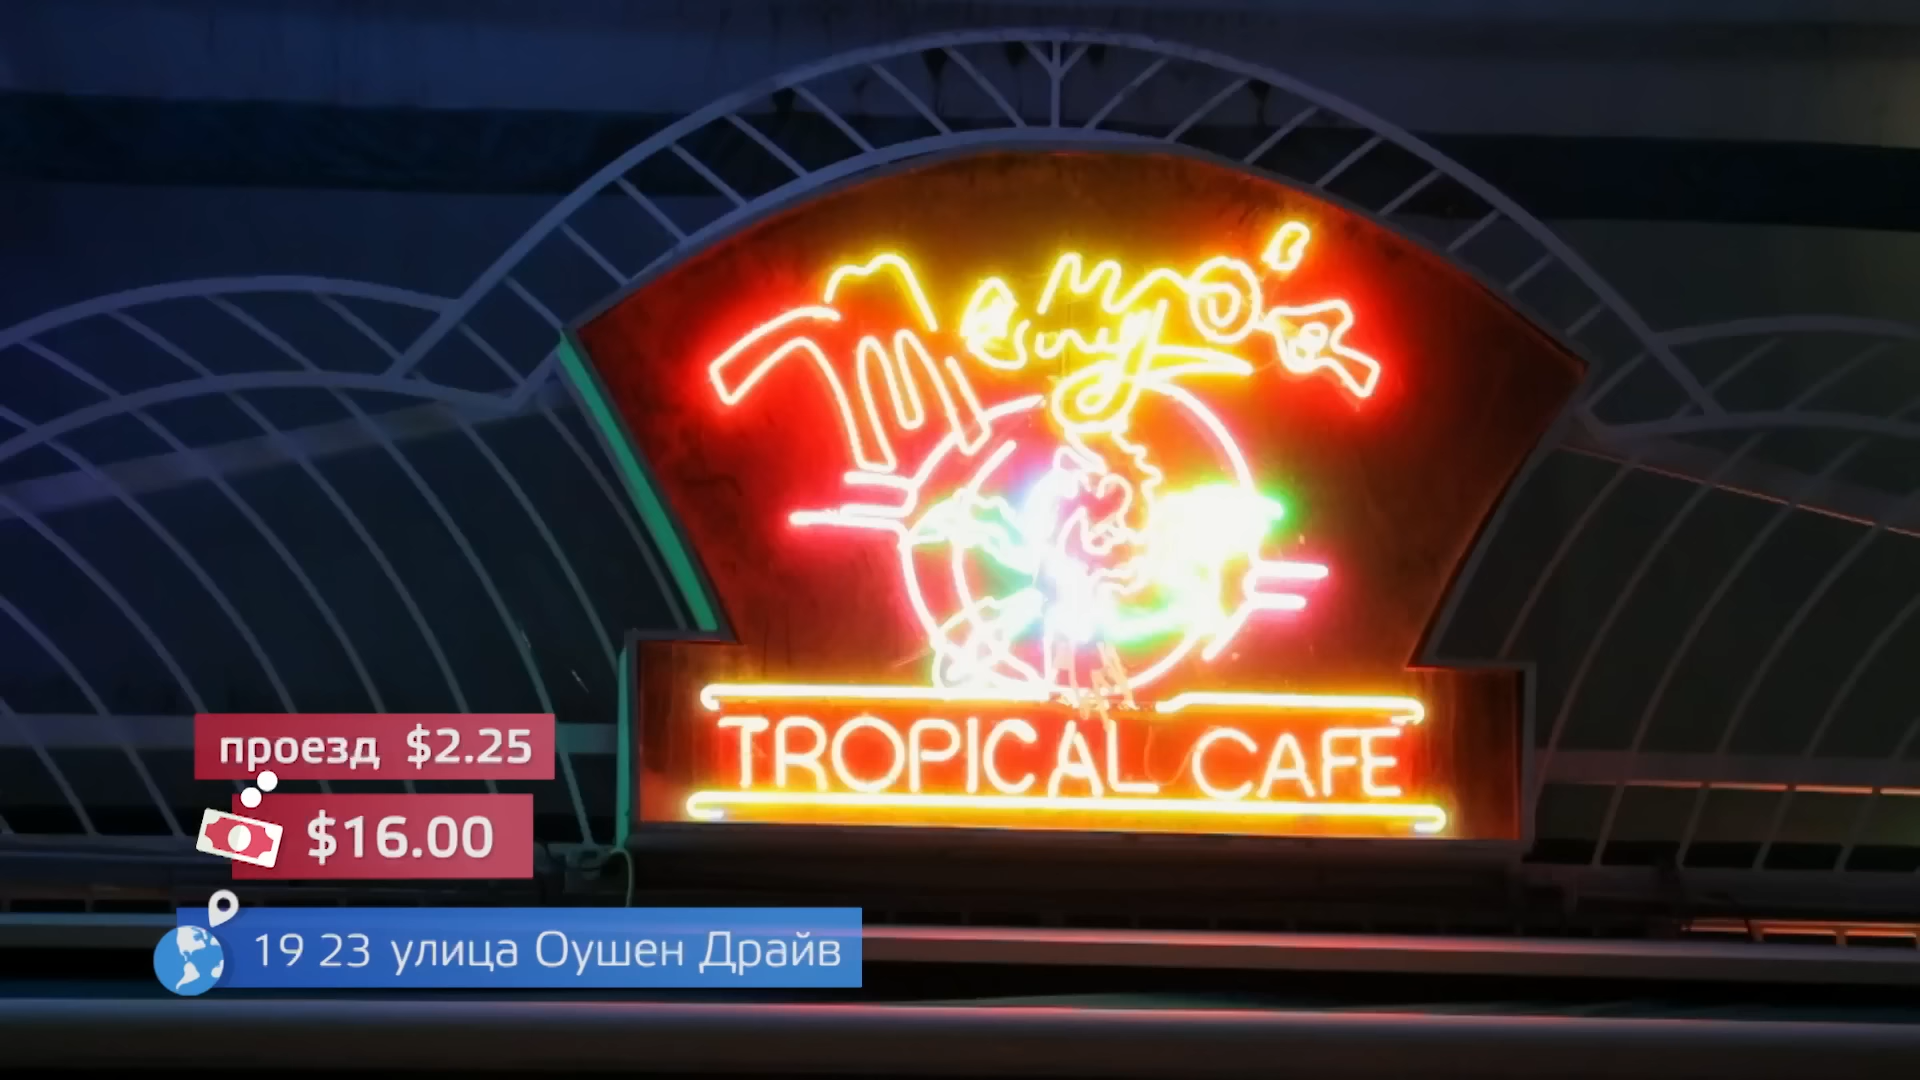 Mango's
TROPICAL CAFE
проезд $2.25
$16.00
19 23 улица Оушен Драйв